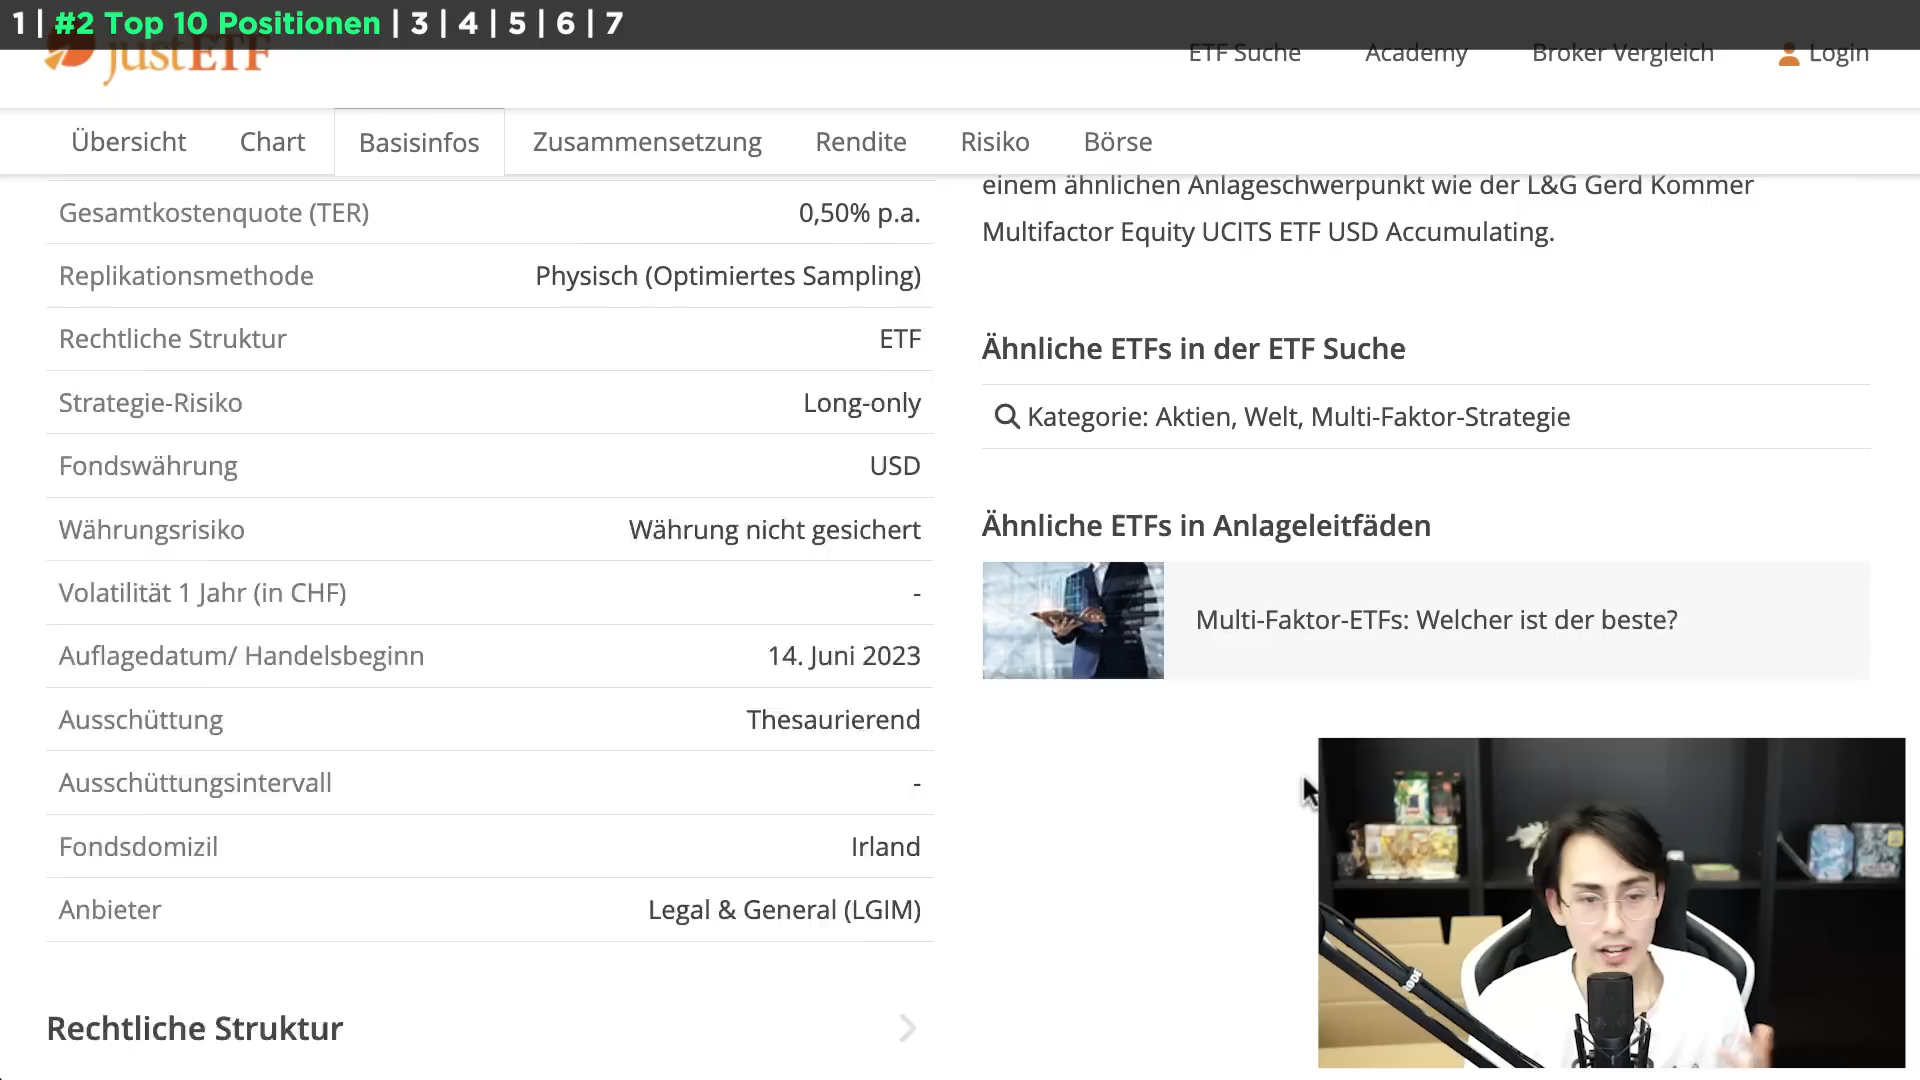 1 | #2 Top 10 Positionen | 3 | 4 | 5 | 6 | 7
justETF
ETF Suche
Academy
Broker Vergleich
Login
Übersicht
Chart
Basisinfos
Zusammensetzung
Rendite
Risiko
Börse
Gesamtkostenquote (TER) 0,50% p.a.
Replikationsmethode Physisch (Optimiertes Sampling)
Rechtliche Struktur ETF
Strategie-Risiko Long-only
Fondswährung USD
Währungsrisiko Währung nicht gesichert
Volatilität 1 Jahr (in CHF) -
Auflagedatum/ Handelsbeginn 14. Juni 2023
Ausschüttung Thesaurierend
Ausschüttungsintervall -
Fondsdomizil Irland
Anbieter Legal & General (LGIM)
Rechtliche Struktur
einem ähnlichen Anlageschwerpunkt wie der L&G Gerd Kommer
Multifactor Equity UCITS ETF USD Accumulating.
Ähnliche ETFs in der ETF Suche
Kategorie: Aktien, Welt, Multi-Faktor-Strategie
Ähnliche ETFs in Anlageleitfäden
Multi-Faktor-ETFs: Welcher ist der beste?
RØDE